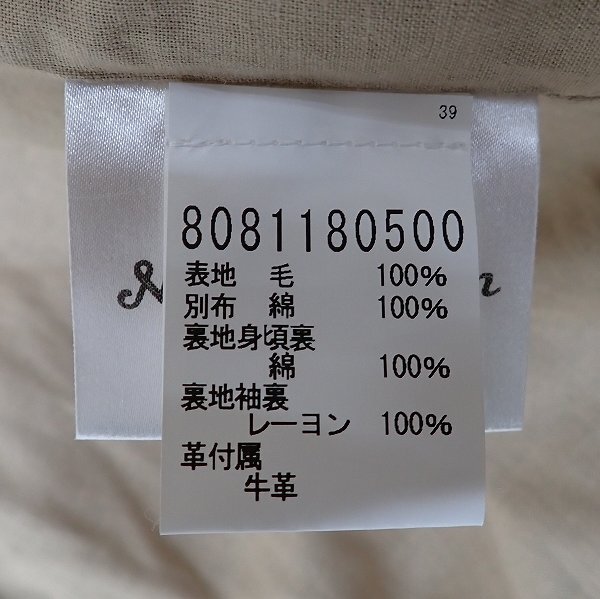 39
8081180500
表地 毛 100%
別布 綿 100%
裏地身頃裏
綿 100%
裏地袖裏
レーヨン 100%
革付属
牛革